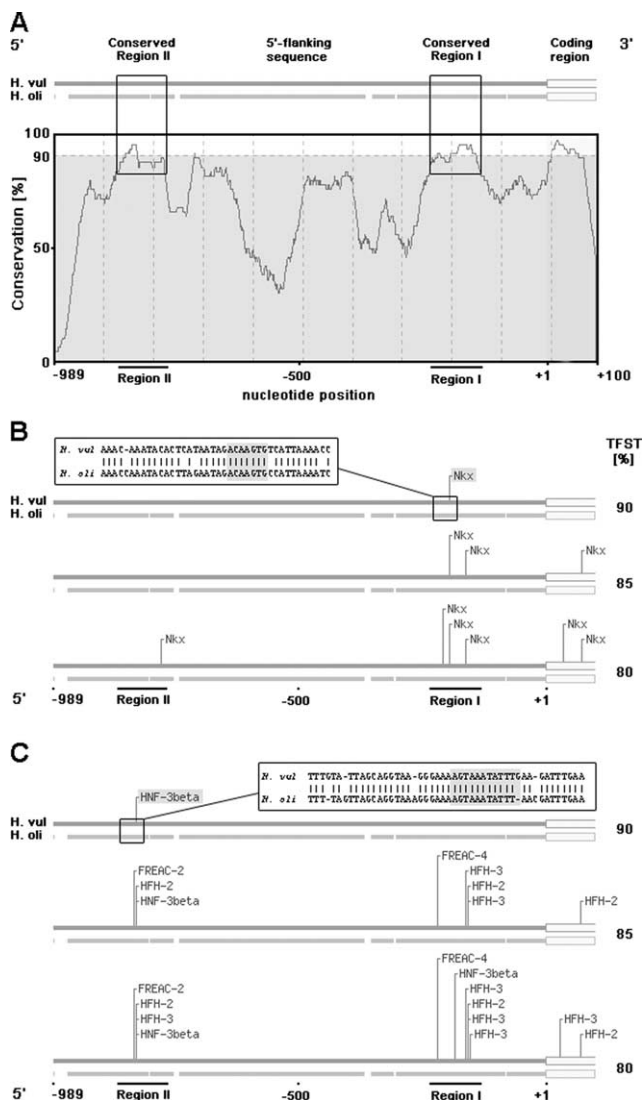 A
5' Conserved Region II 5'-flanking sequence Conserved Region I Coding region 3'
H. vul
H. oli
100
90
50
0
Conservation [%]
-989 Region II -500 Region I +1 +100
nucleotide position
B
TFST [%]
H. vul AAAC-AAATACACTCATAATAGACAAGTGTCATTAAAACC
H. oli AAACCAAATACACTTAGAATAGACAAGTGCCATTAAAATC
Nkx
H. vul
H. oli
90
Nkx
Nkx
Nkx
85
Nkx
Nkx
Nkx
Nkx
Nkx
Nkx
80
5' -989 Region II -500 Region I +1
C
H. vul TTTGTA-TTAGCAGGTAA-GGGAAAAGTAAATATTTGAA-GATTTGAA
H. oli TTT-TAGTTAGCAGGTAAAGGGAAAAGTAAATATTT-AACGATTTGAA
HNF-3beta
H. vul
H. oli
90
FREAC-2
HFH-2
HNF-3beta
FREAC-4
HFH-3
HFH-2
HFH-3
HFH-2
85
FREAC-2
HFH-2
HFH-3
HNF-3beta
FREAC-4
HNF-3beta
HFH-3
HFH-2
HFH-3
HFH-3
HFH-3
HFH-2
80
5' -989 Region II -500 Region I +1 3'